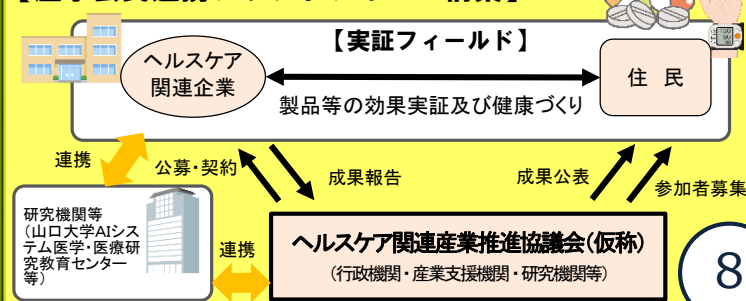 【実証フィールド】
ヘルスケア
関連企業
住 民
製品等の効果実証及び健康づくり
連携
公募・契約
成果報告
成果公表
参加者募集
研究機関等
(山口大学AIシス
テム医学・医療研
究教育センター
等)
連携
ヘルスケア関連産業推進協議会(仮称)
(行政機関・産業支援機関・研究機関等)
8